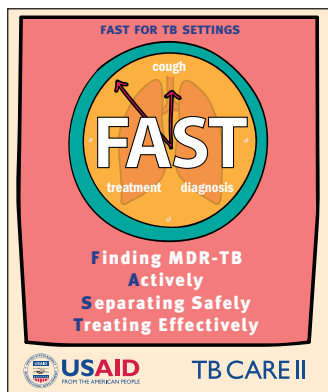 FAST FOR TB SETTINGS
cough
FAST
treatment diagnosis
Finding MDR-TB
Actively
Separating Safely
Treating Effectively
USAID
FROM THE AMERICAN PEOPLE
TB CARE II